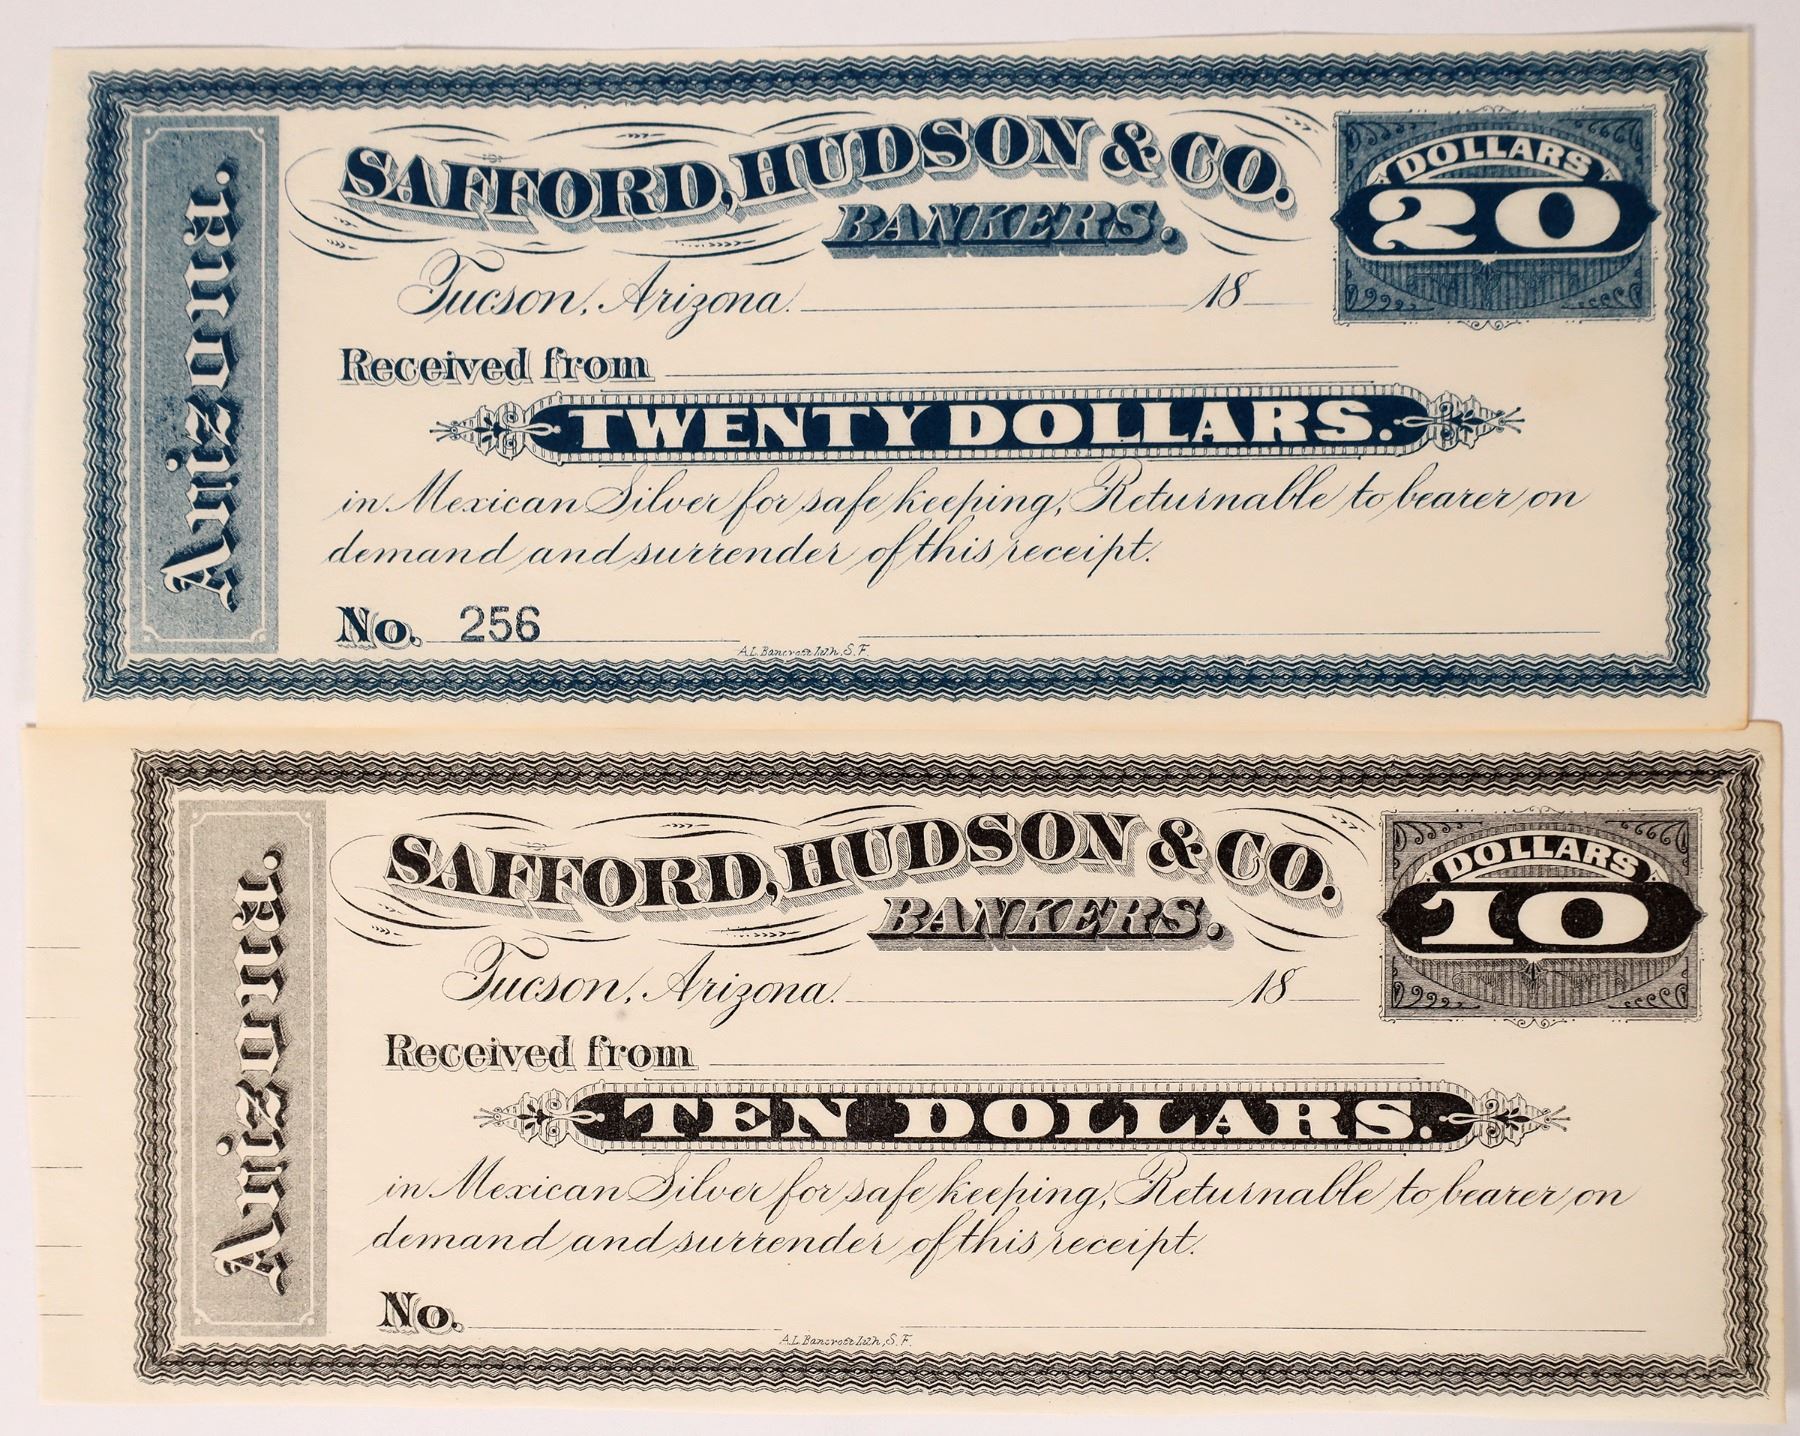 Arizona.
SAFFORD, HUDSON & CO.
BANKERS.
DOLLARS
20
Tucson, Arizona. 18
Received from
TWENTY DOLLARS.
in Mexican Silver for safe keeping, Returnable to bearer on
demand and surrender of this receipt.
No. 256
A.L. Bancroft Lith, S.F.
Arizona.
SAFFORD, HUDSON & CO.
BANKERS.
DOLLARS
10
Tucson, Arizona. 18
Received from
TEN DOLLARS.
in Mexican Silver for safe keeping, Returnable to bearer on
demand and surrender of this receipt.
No.
A.L. Bancroft Lith, S.F.